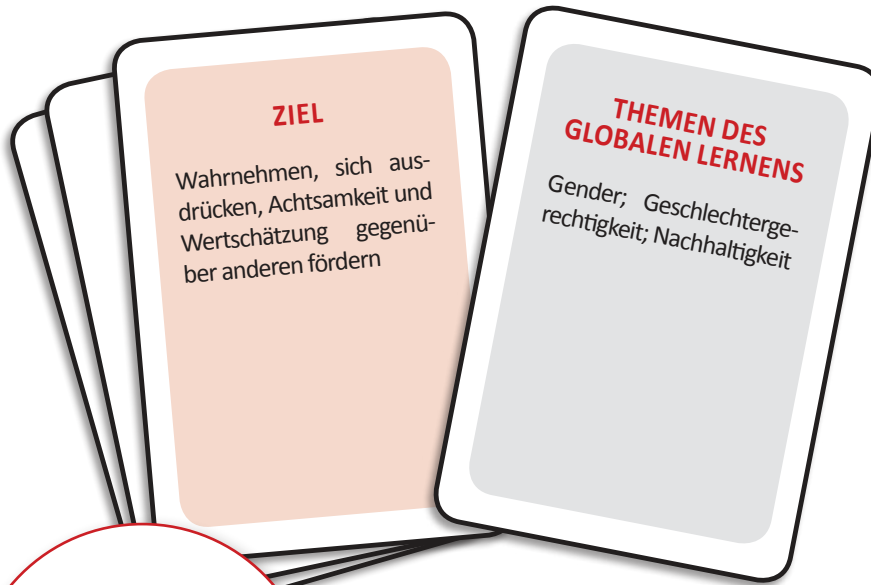 ZIEL
Wahrnehmen, sich aus-
drücken, Achtsamkeit und
Wertschätzung gegenü-
ber anderen fördern
THEMEN DES
GLOBALEN LERNENS
Gender; Geschlechterge-
rechtigkeit; Nachhaltigkeit